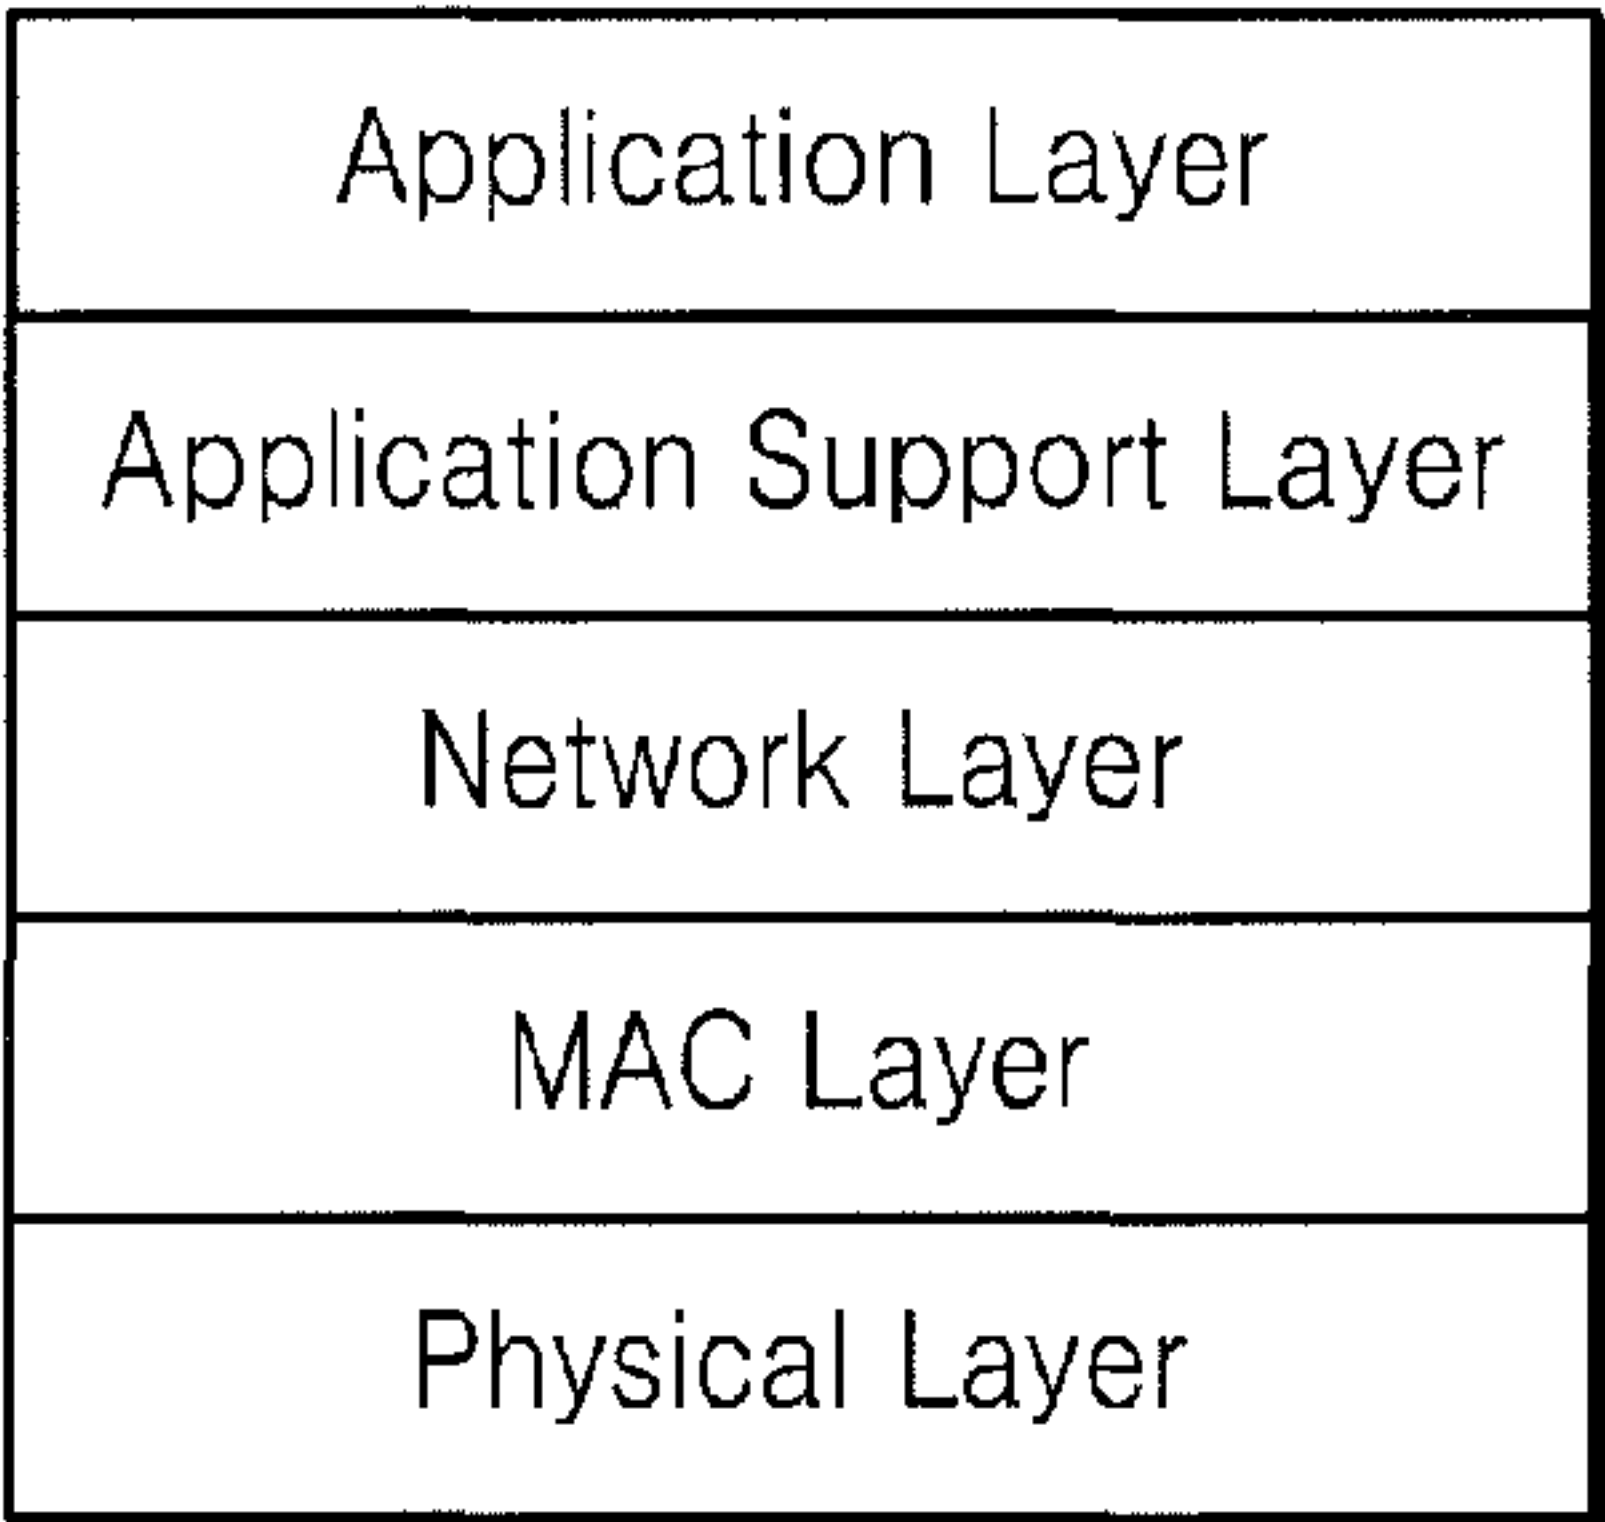 Application Layer
Application Support Layer
Network Layer
MAC Layer
Physical Layer